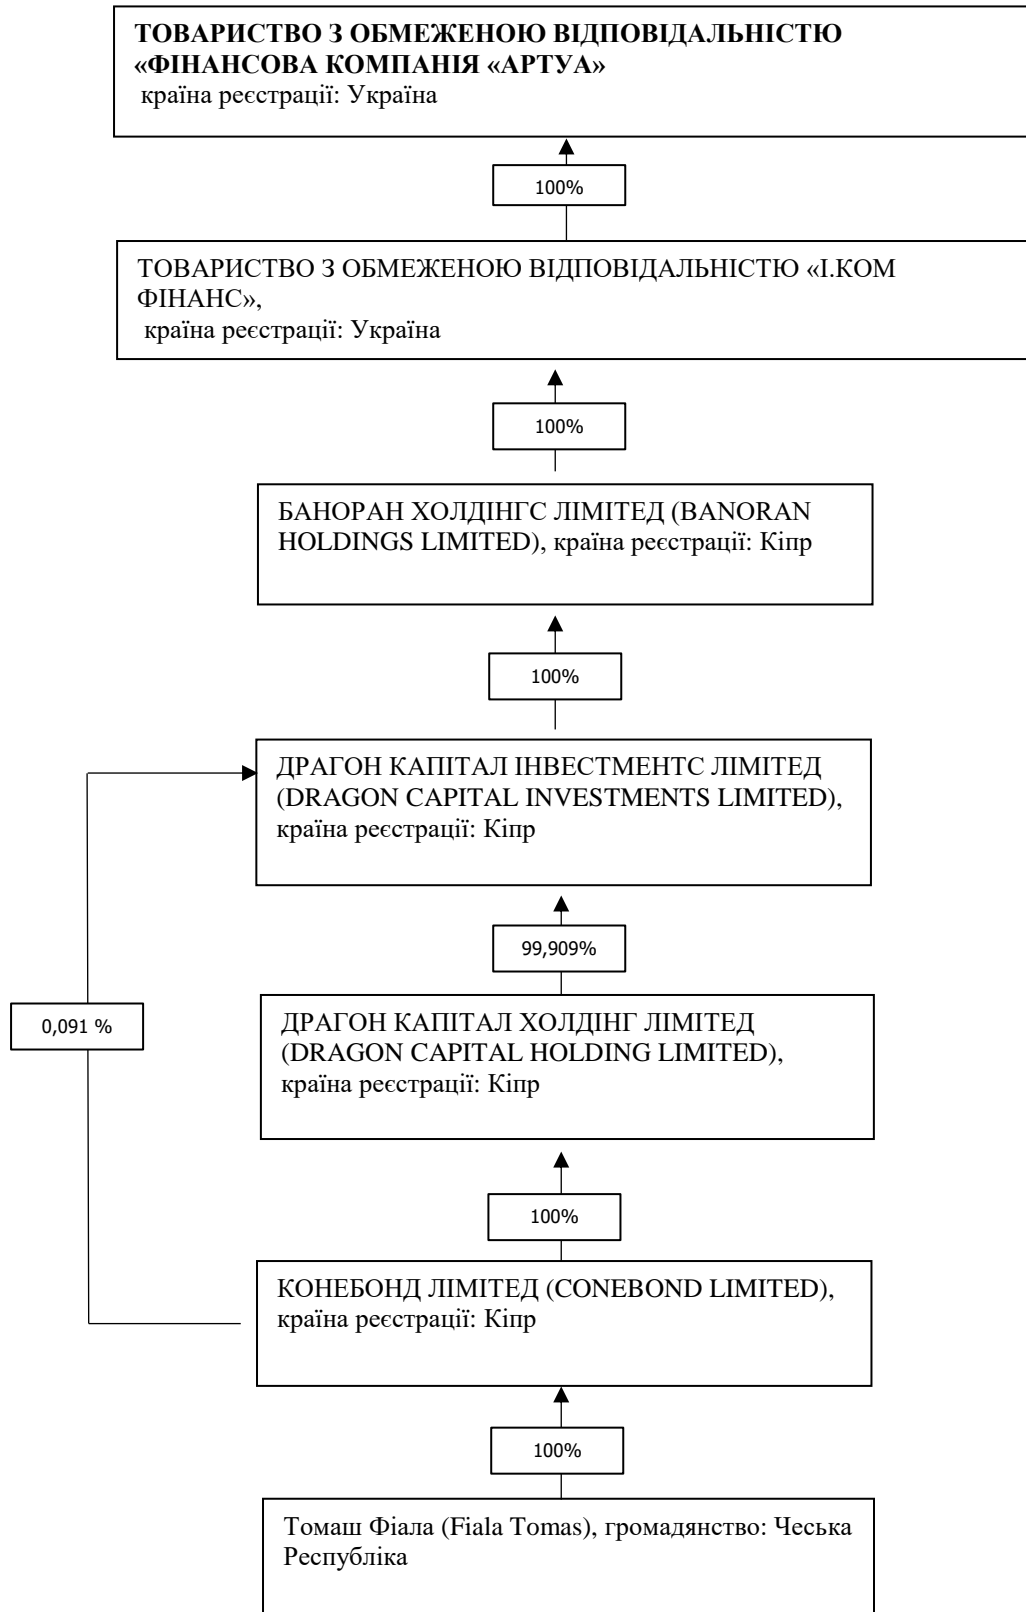 ТОВАРИСТВО З ОБМЕЖЕНОЮ ВІДПОВІДАЛЬНІСТЮ
«ФІНАНСОВА КОМПАНІЯ «АРТУА»
країна реєстрації: Україна
100%
ТОВАРИСТВО З ОБМЕЖЕНОЮ ВІДПОВІДАЛЬНІСТЮ «І.КОМ
ФІНАНС»,
країна реєстрації: Україна
100%
БАНОРАН ХОЛДІНГС ЛІМІТЕД (BANORAN
HOLDINGS LIMITED), країна реєстрації: Кіпр
100%
ДРАГОН КАПІТАЛ ІНВЕСТМЕНТС ЛІМІТЕД
(DRAGON CAPITAL INVESTMENTS LIMITED),
країна реєстрації: Кіпр
99,909%
0,091 %
ДРАГОН КАПІТАЛ ХОЛДІНГ ЛІМІТЕД
(DRAGON CAPITAL HOLDING LIMITED),
країна реєстрації: Кіпр
100%
КОНЕБОНД ЛІМІТЕД (CONEBOND LIMITED),
країна реєстрації: Кіпр
100%
Томаш Фіала (Fiala Tomas), громадянство: Чеська
Республіка